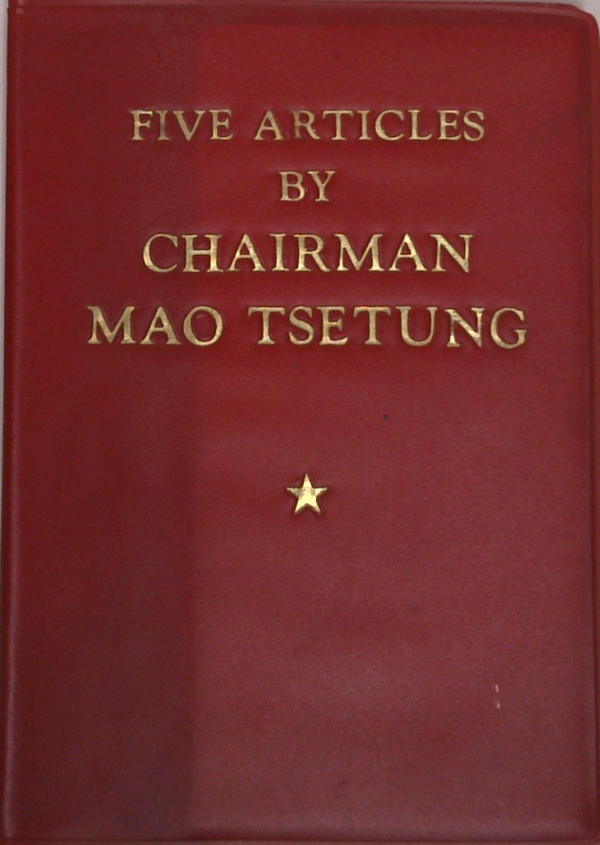 FIVE ARTICLES
BY
CHAIRMAN
MAO TSETUNG